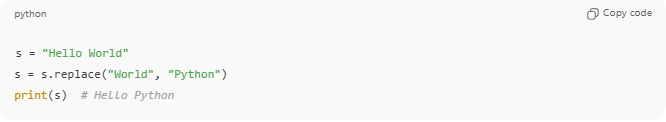 python
Copy code
s = "Hello World"
s = s.replace("World", "Python")
print(s)  # Hello Python